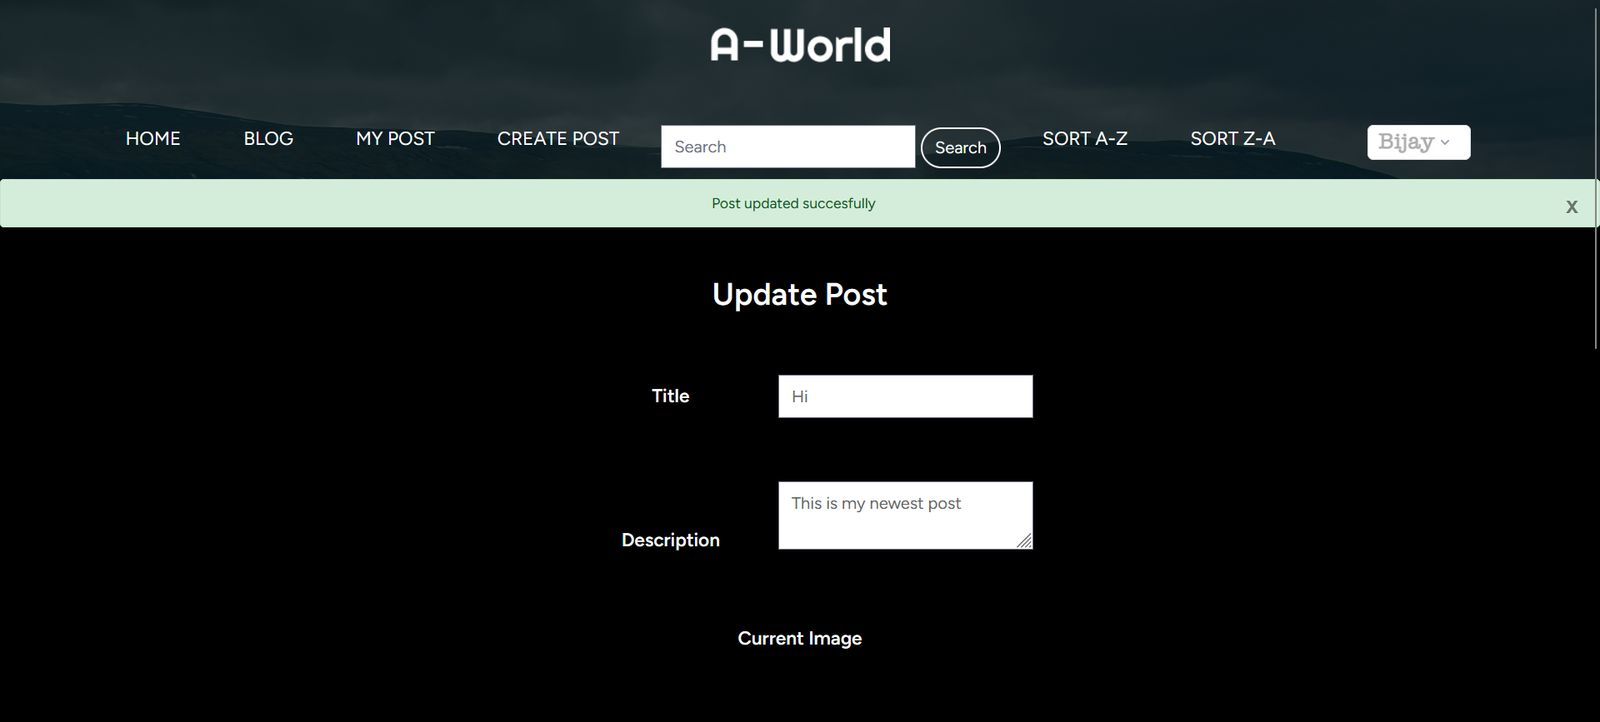 A-World
HOME BLOG MY POST CREATE POST Search Search SORT A-Z SORT Z-A Bijay
Post updated succesfully X
Update Post
Title Hi
This is my newest post
Description
Current Image